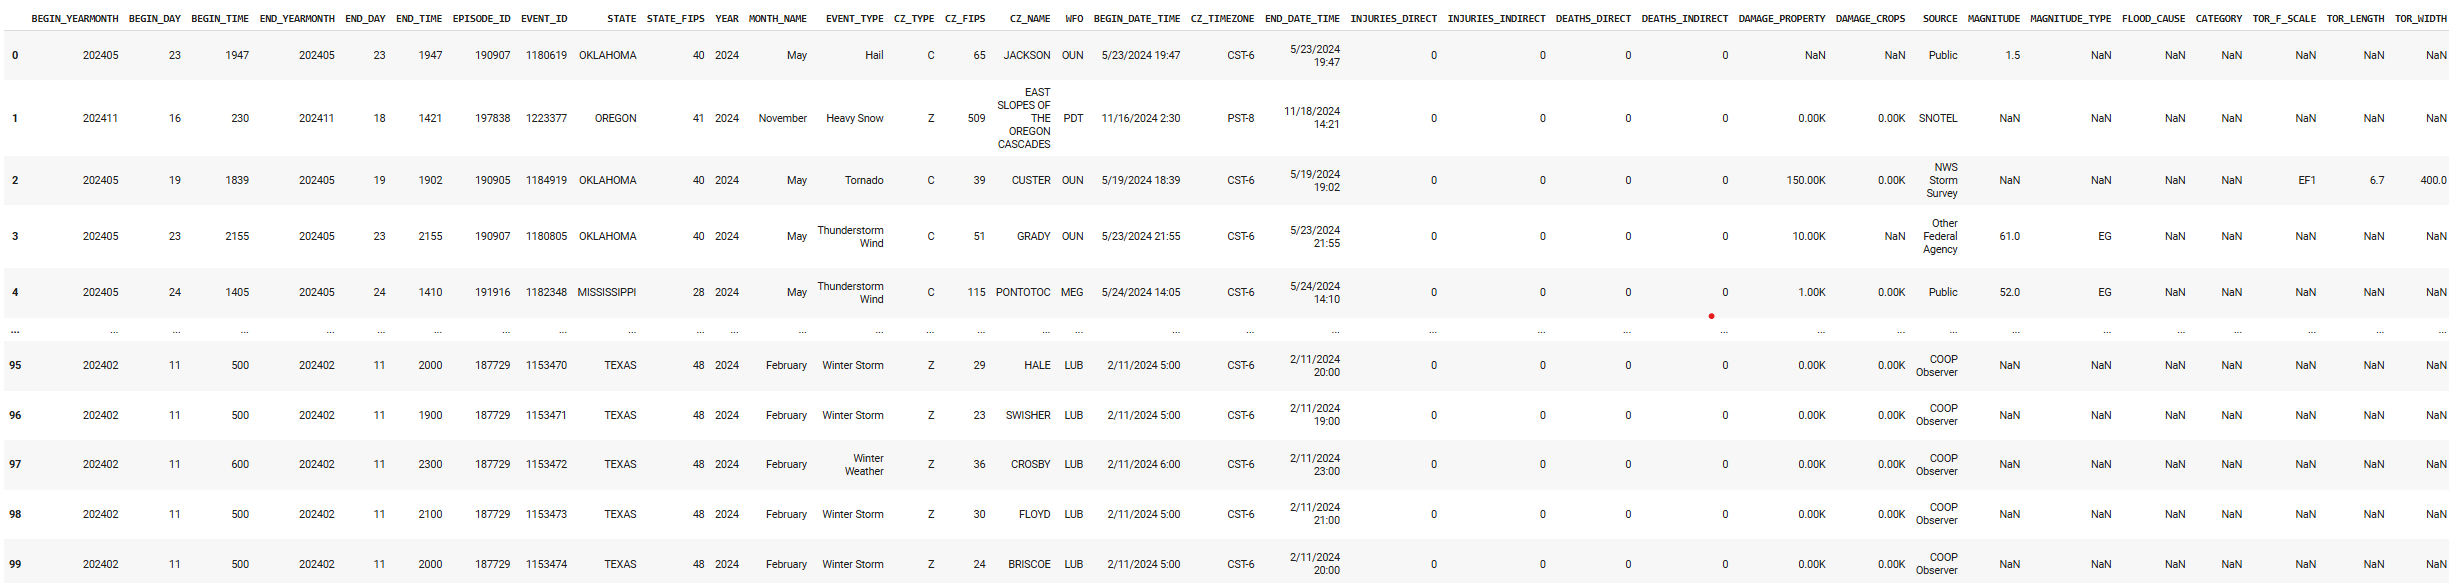 BEGIN_YEARMONTH BEGIN_DAY BEGIN_TIME END_YEARMONTH END_DAY END_TIME EPISODE_ID EVENT_ID STATE STATE_FIPS YEAR MONTH_NAME EVENT_TYPE CZ_TYPE CZ_FIPS CZ_NAME WFO BEGIN_DATE_TIME CZ_TIMEZONE END_DATE_TIME INJURIES_DIRECT INJURIES_INDIRECT DEATHS_DIRECT DEATHS_INDIRECT DAMAGE_PROPERTY DAMAGE_CROPS SOURCE MAGNITUDE MAGNITUDE_TYPE FLOOD_CAUSE CATEGORY TOR_F_SCALE TOR_LENGTH TOR_WIDTH
0 202405 23 1947 202405 23 1947 190907 1180619 OKLAHOMA 40 2024 May Hail C 65 JACKSON OUN 5/23/2024 19:47 CST-6 5/23/2024 19:47 0 0 0 0 NaN NaN Public 1.5 NaN NaN NaN NaN NaN NaN
1 202411 16 230 202411 18 1421 197838 1223377 OREGON 41 2024 November Heavy Snow Z 509 EAST SLOPES OF THE OREGON CASCADES PDT 11/16/2024 2:30 PST-8 11/18/2024 14:21 0 0 0 0 0.00K 0.00K SNOTEL NaN NaN NaN NaN NaN NaN NaN
2 202405 19 1839 202405 19 1902 190905 1184919 OKLAHOMA 40 2024 May Tornado C 39 CUSTER OUN 5/19/2024 18:39 CST-6 5/19/2024 19:02 0 0 0 0 150.00K 0.00K NWS Storm Survey NaN NaN NaN NaN EF1 6.7 400.0
3 202405 23 2155 202405 23 2155 190907 1180805 OKLAHOMA 40 2024 May Thunderstorm Wind C 51 GRADY OUN 5/23/2024 21:55 CST-6 5/23/2024 21:55 0 0 0 0 10.00K NaN Other Federal Agency 61.0 EG NaN NaN NaN NaN NaN
4 202405 24 1405 202405 24 1410 191916 1182348 MISSISSIPPI 28 2024 May Thunderstorm Wind C 115 PONTOTOC MEG 5/24/2024 14:05 CST-6 5/24/2024 14:10 0 0 0 0 1.00K 0.00K Public 52.0 EG NaN NaN NaN NaN NaN
... ... ... ... ... ... ... ... ... ... ... ... ... ... ... ... ... ... ... ... ... ... ... ... ... ... ... ... ... ... ... ... ... ... ...
95 202402 11 500 202402 11 2000 187729 1153470 TEXAS 48 2024 February Winter Storm Z 29 HALE LUB 2/11/2024 5:00 CST-6 2/11/2024 20:00 0 0 0 0 0.00K 0.00K COOP Observer NaN NaN NaN NaN NaN NaN NaN
96 202402 11 500 202402 11 1900 187729 1153471 TEXAS 48 2024 February Winter Storm Z 23 SWISHER LUB 2/11/2024 5:00 CST-6 2/11/2024 19:00 0 0 0 0 0.00K 0.00K COOP Observer NaN NaN NaN NaN NaN NaN NaN
97 202402 11 600 202402 11 2300 187729 1153472 TEXAS 48 2024 February Winter Weather Z 36 CROSBY LUB 2/11/2024 6:00 CST-6 2/11/2024 23:00 0 0 0 0 0.00K 0.00K COOP Observer NaN NaN NaN NaN NaN NaN NaN
98 202402 11 500 202402 11 2100 187729 1153473 TEXAS 48 2024 February Winter Storm Z 30 FLOYD LUB 2/11/2024 5:00 CST-6 2/11/2024 21:00 0 0 0 0 0.00K 0.00K COOP Observer NaN NaN NaN NaN NaN NaN NaN
99 202402 11 500 202402 11 2000 187729 1153474 TEXAS 48 2024 February Winter Storm Z 24 BRISCOE LUB 2/11/2024 5:00 CST-6 2/11/2024 20:00 0 0 0 0 0.00K 0.00K COOP Observer NaN NaN NaN NaN NaN NaN NaN